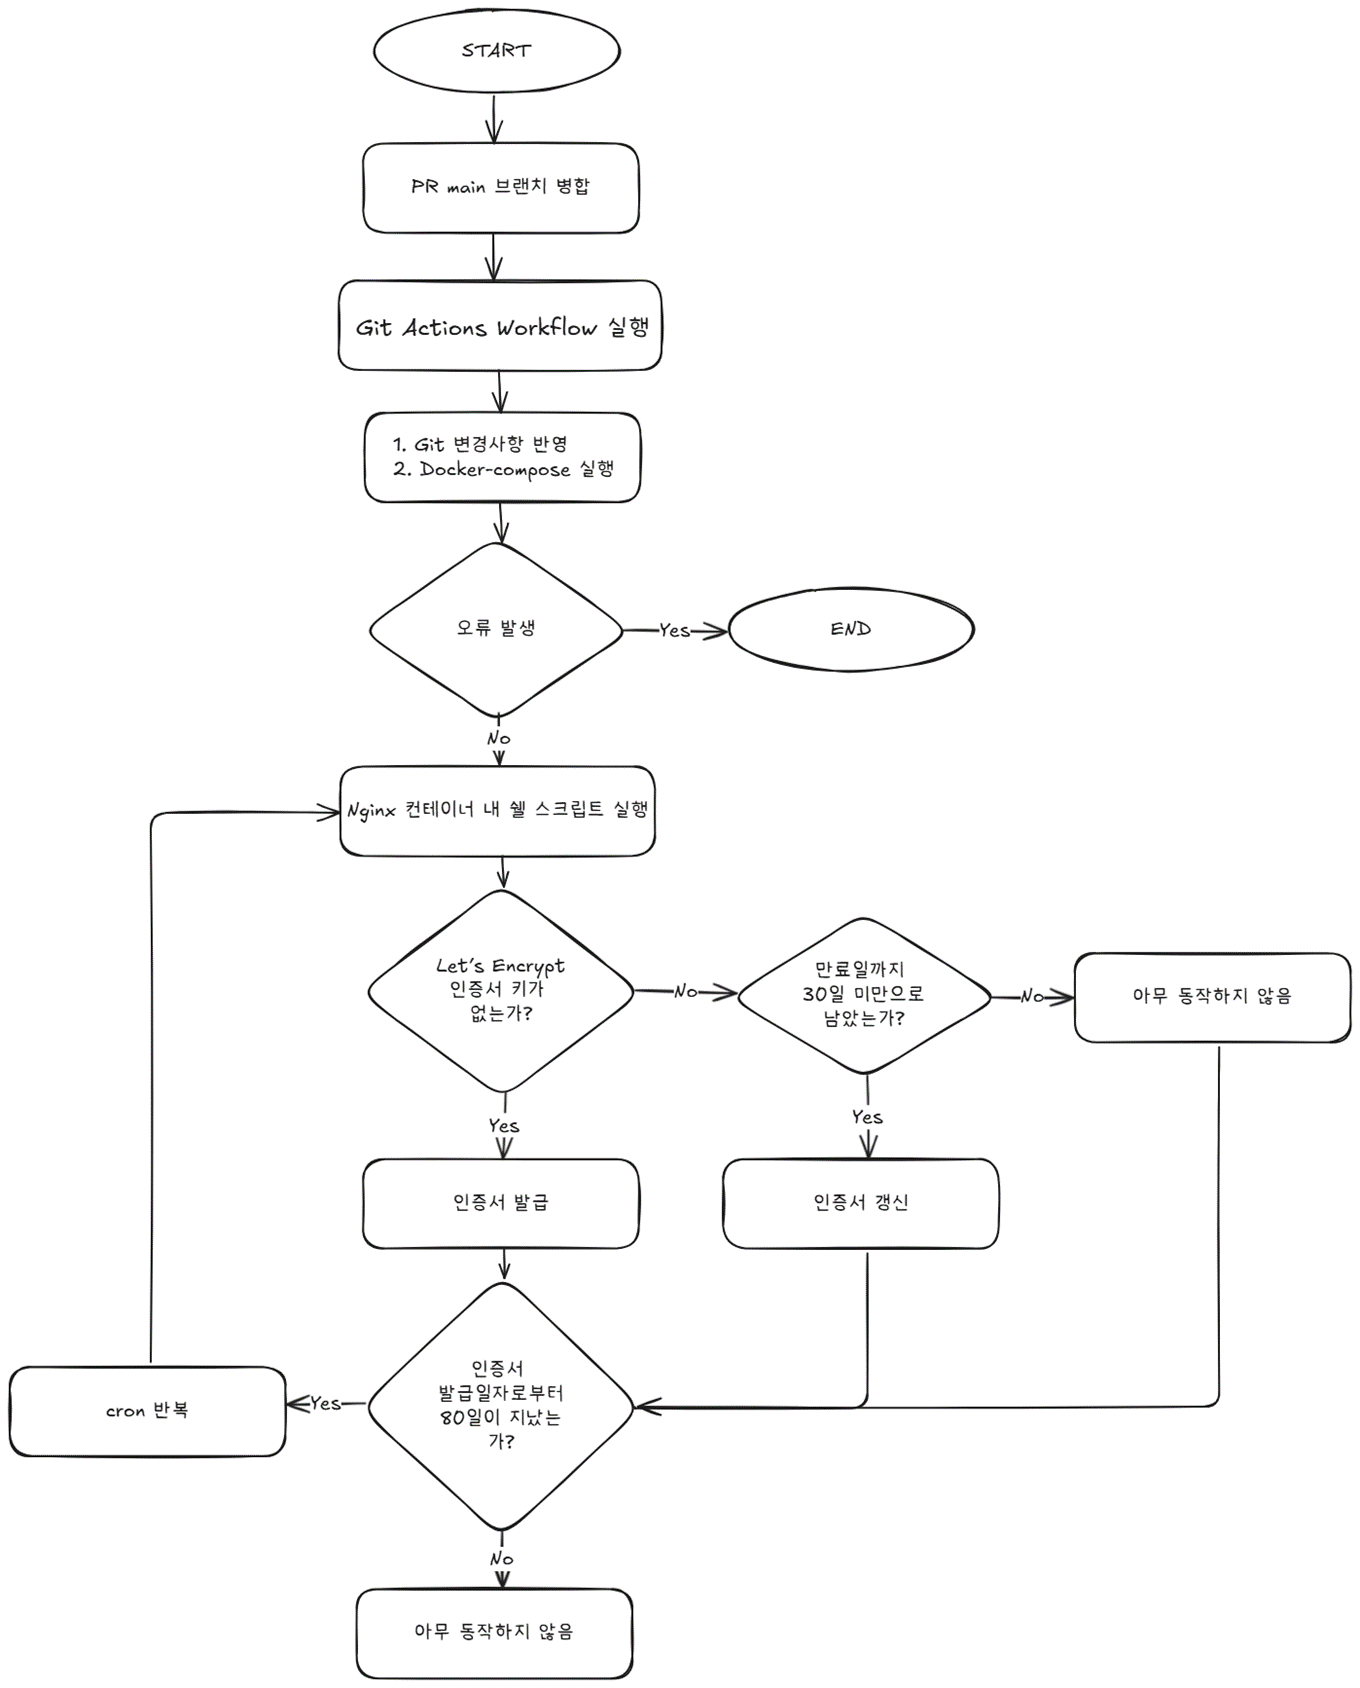 START
PR main 브랜치 병합
Git Actions Workflow 실행
1. Git 변경사항 반영
2. Docker-compose 실행
오류 발생
Yes
END
No
Nginx 컨테이너 내 쉘 스크립트 실행
Let's Encrypt
인증서 키가
없는가?
No
만료일까지
30일 미만으로
남았는가?
No
아무 동작하지 않음
Yes
Yes
인증서 발급
인증서 갱신
인증서
발급일자로부터
80일이 지났는
가?
Yes
cron 반복
No
아무 동작하지 않음